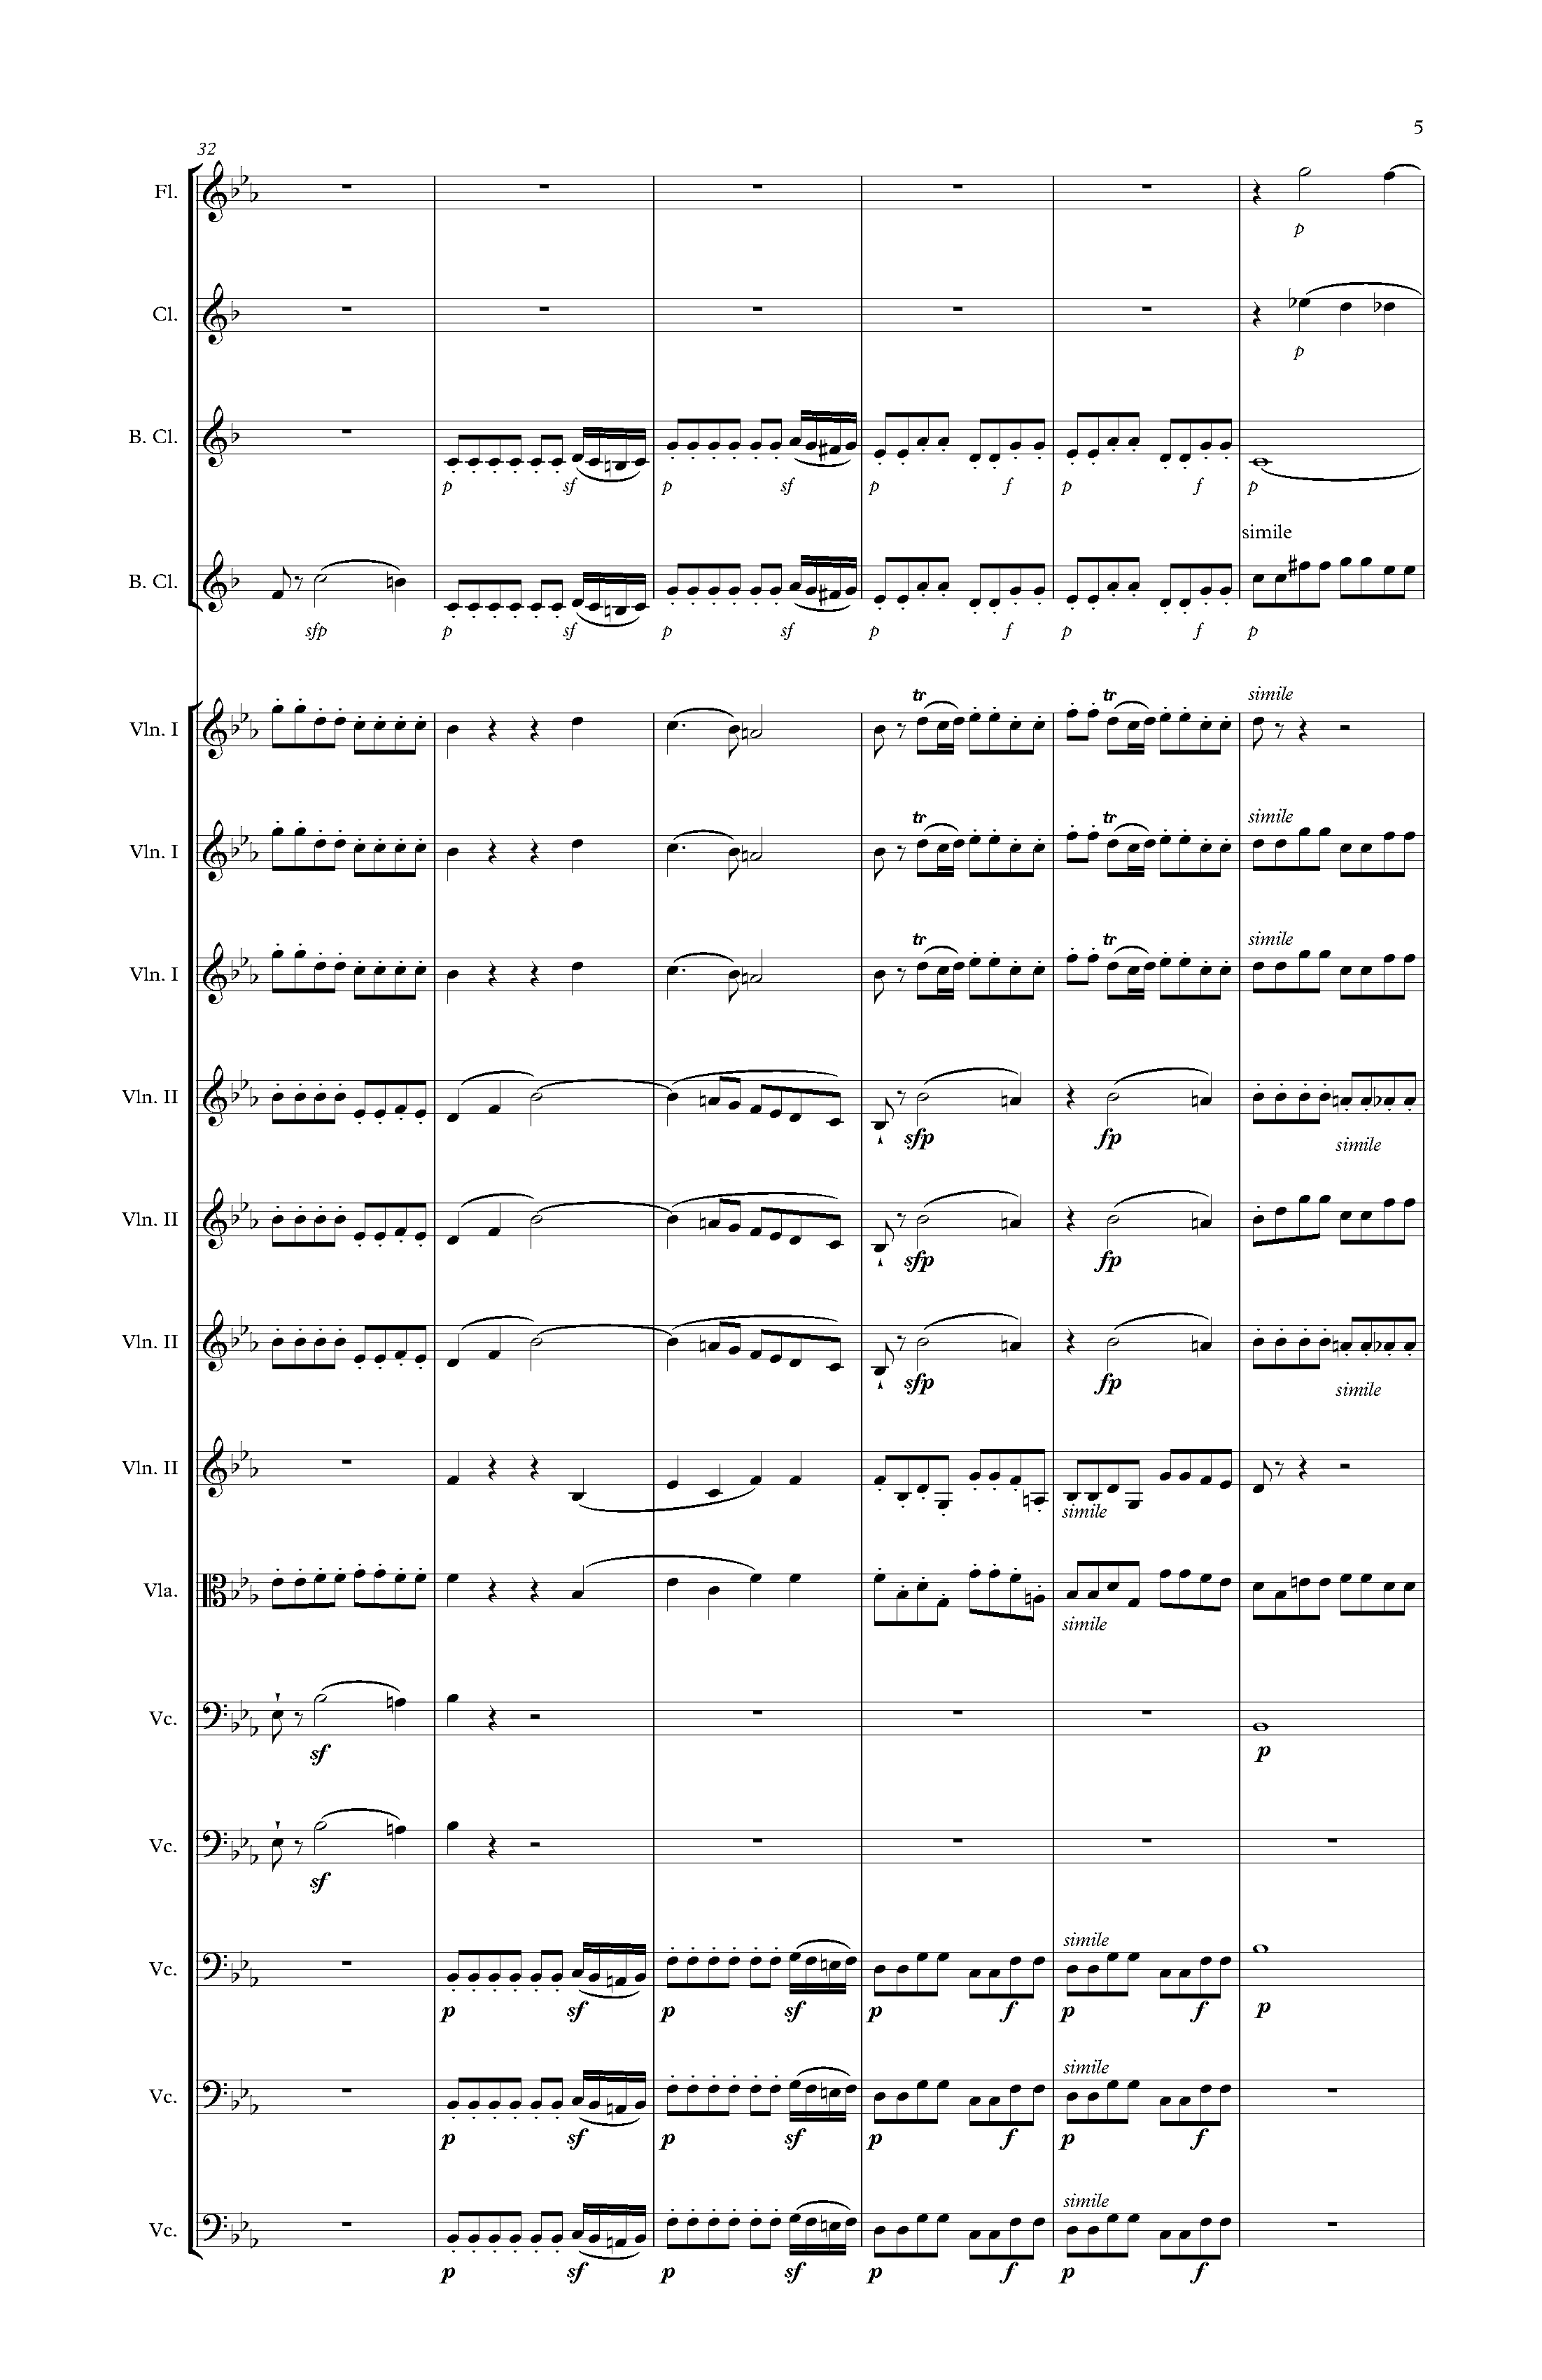 5
32
Fl.
p
Cl.
p
B. Cl.
p sf p sf p f p f p
simile
B. Cl.
sfp p sf p sf p f p f p
tr tr simile
Vln. I
tr tr simile
Vln. I
tr tr simile
Vln. I
Vln. II
sfp fp simile
Vln. II
sfp fp
Vln. II
sfp fp simile
Vln. II
simile
Vla.
simile
Vc.
sf p
Vc.
sf
simile
Vc.
p sf p sf p f p f p
simile
Vc.
p sf p sf p f p f
simile
Vc.
p sf p sf p f p f